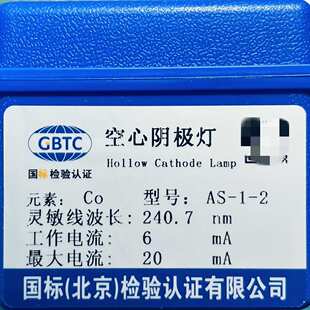 GBTC
国标检验认证
空心阴极灯
Hollow Cathode Lamp
元素: Co 型号: AS-1-2
灵敏线波长: 240.7 nm
工作电流: 6 mA
最大电流: 20 mA
国标(北京)检验认证有限公司